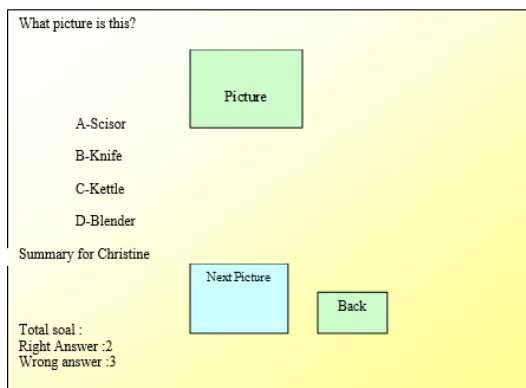 What picture is this?
Picture
A-Scisor
B-Knife
C-Kettle
D-Blender
Summary for Christine
Next Picture
Back
Total soal :
Right Answer :2
Wrong answer :3